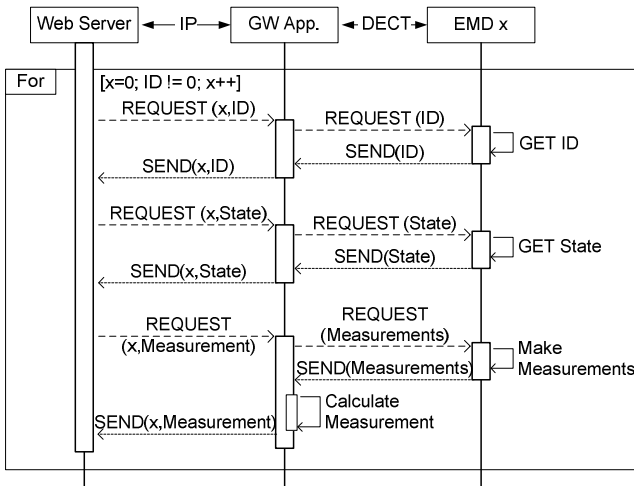 Web Server
IP
GW App.
DECT
EMD x
For
[x=0; ID != 0; x++]
REQUEST (x,ID)
REQUEST (ID)
GET ID
SEND(ID)
SEND(x,ID)
REQUEST (x,State)
REQUEST (State)
GET State
SEND(State)
SEND(x,State)
REQUEST
(x,Measurement)
REQUEST
(Measurements)
Make
Measurements
SEND(Measurements)
Calculate
Measurement
SEND(x,Measurement)